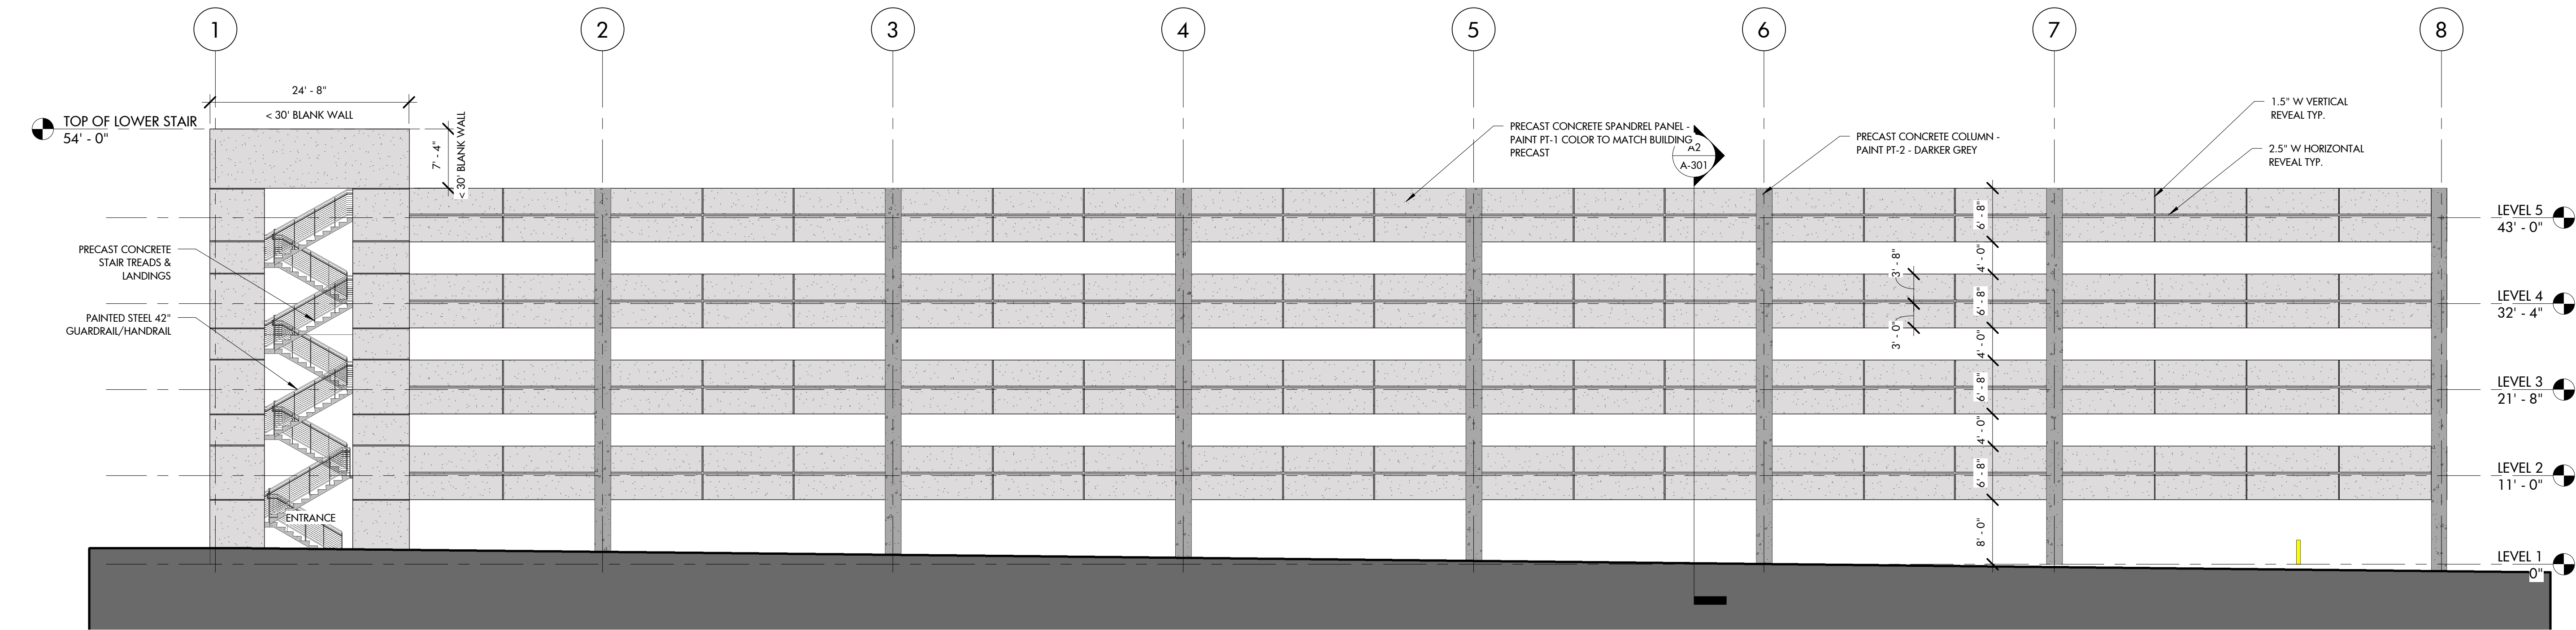 1
2
3
4
5
6
7
8
24' - 8"
< 30' BLANK WALL
TOP OF LOWER STAIR
54' - 0"
7' - 4"
< 30' BLANK WALL
PRECAST CONCRETE SPANDREL PANEL -
PAINT PT-1 COLOR TO MATCH BUILDING
PRECAST
A2
A-301
PRECAST CONCRETE COLUMN -
PAINT PT-2 - DARKER GREY
1.5" W VERTICAL
REVEAL TYP.
2.5" W HORIZONTAL
REVEAL TYP.
PRECAST CONCRETE
STAIR TREADS &
LANDINGS
PAINTED STEEL 42"
GUARDRAIL/HANDRAIL
ENTRANCE
6' - 8"
4' - 0"
3' - 8"
6' - 8"
3' - 0"
4' - 0"
6' - 8"
4' - 0"
6' - 8"
8' - 0"
LEVEL 5
43' - 0"
LEVEL 4
32' - 4"
LEVEL 3
21' - 8"
LEVEL 2
11' - 0"
LEVEL 1
0"